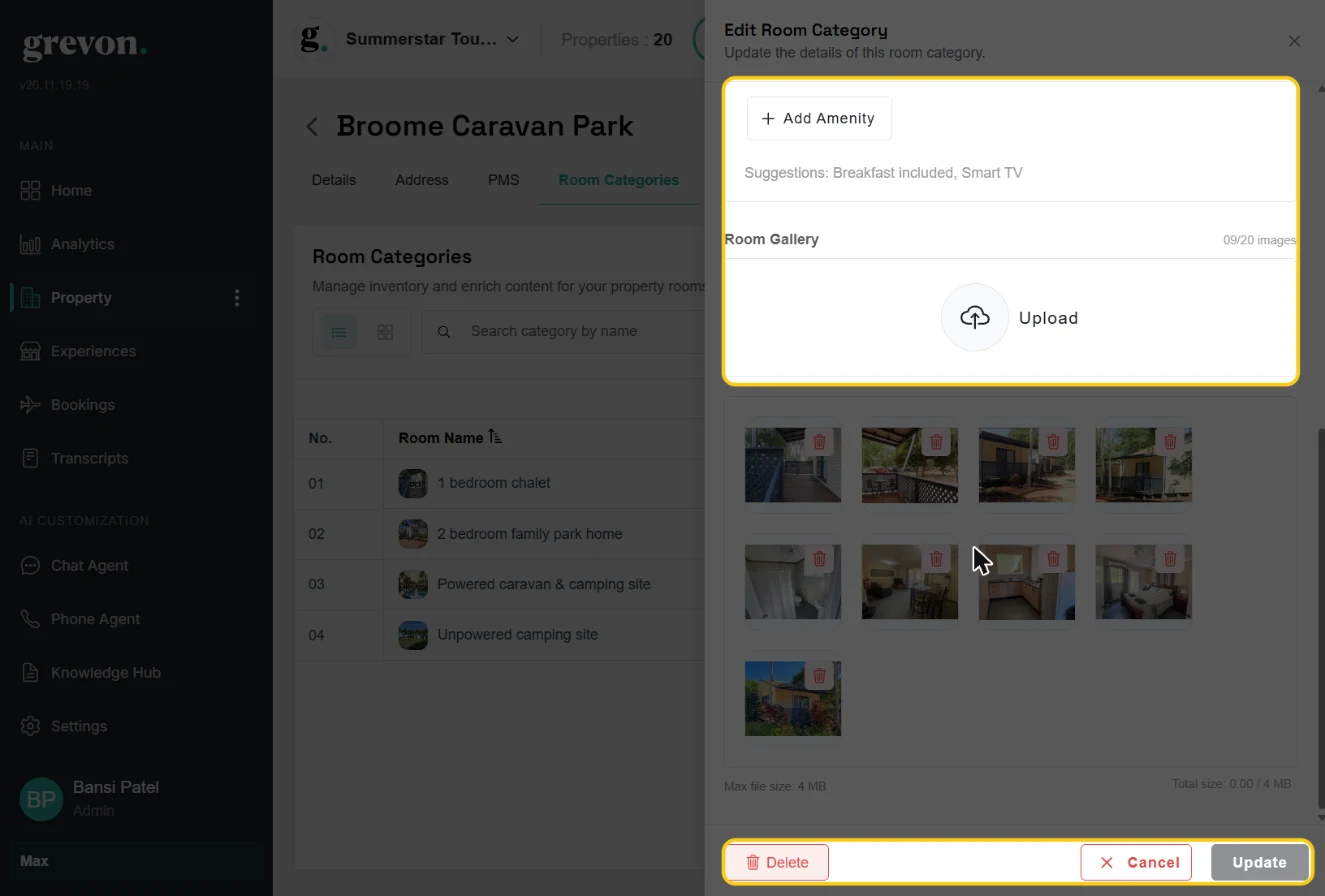 grevon.
v26.11.19.19
MAIN
Home
Analytics
Property
Experiences
Bookings
Transcripts
AI CUSTOMIZATION
Chat Agent
Phone Agent
Knowledge Hub
Settings
BP
Bansi Patel
Admin
Max
g.
Summerstar Tou...
Properties : 20
Broome Caravan Park
Details
Address
PMS
Room Categories
Room Categories
Manage inventory and enrich content for your property rooms
Search category by name
No.
Room Name
01
1 bedroom chalet
02
2 bedroom family park home
03
Powered caravan & camping site
04
Unpowered camping site
Edit Room Category
Update the details of this room category.
+ Add Amenity
Suggestions: Breakfast included, Smart TV
Room Gallery
09/20 images
Upload
Max file size: 4 MB
Total size: 0.00 / 4 MB
Delete
Cancel
Update